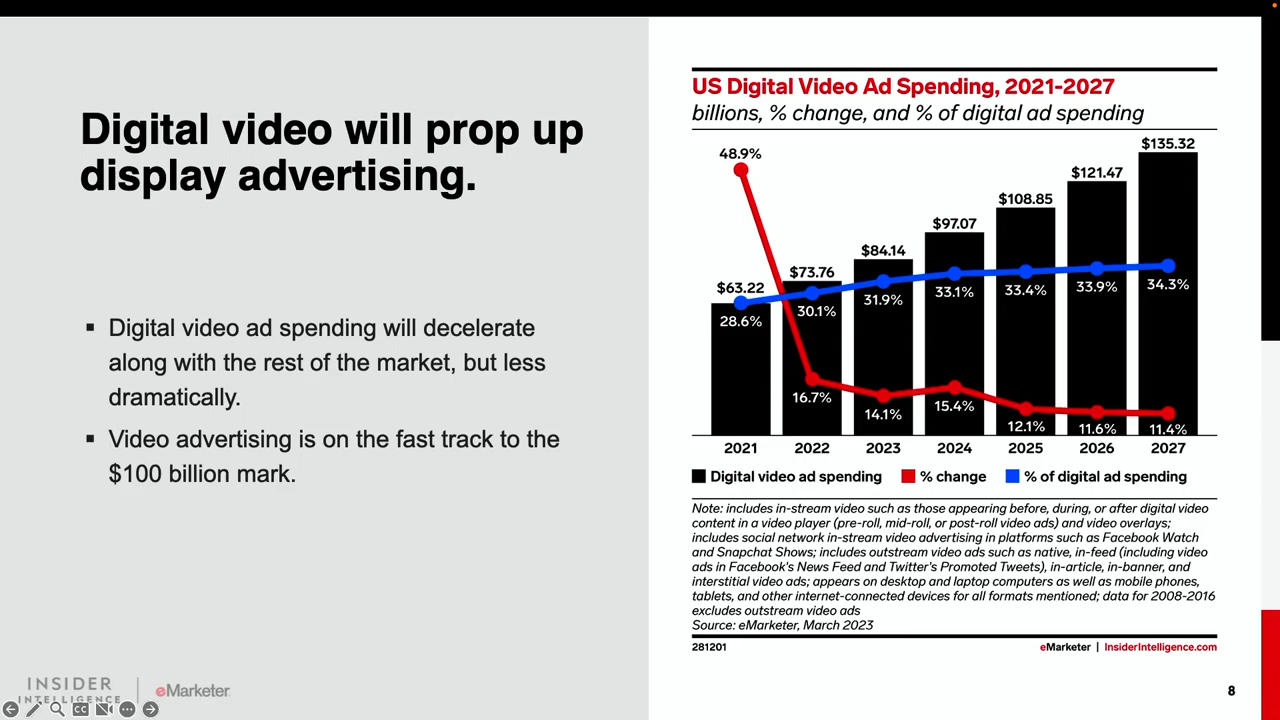 Digital video will prop up
display advertising.
▪ Digital video ad spending will decelerate
along with the rest of the market, but less
dramatically.
▪ Video advertising is on the fast track to the
$100 billion mark.
INSIDER
INTELLIGENCE
eMarketer
CC
US Digital Video Ad Spending, 2021-2027
billions, % change, and % of digital ad spending
48.9%
$63.22
$73.76
$84.14
$97.07
$108.85
$121.47
$135.32
28.6%
30.1%
31.9%
33.1%
33.4%
33.9%
34.3%
16.7%
14.1%
15.4%
12.1%
11.6%
11.4%
2021 2022 2023 2024 2025 2026 2027
Digital video ad spending % change % of digital ad spending
Note: includes in-stream video such as those appearing before, during, or after digital video
content in a video player (pre-roll, mid-roll, or post-roll video ads) and video overlays;
includes social network in-stream video advertising in platforms such as Facebook Watch
and Snapchat Shows; includes outstream video ads such as native, in-feed (including video
ads in Facebook's News Feed and Twitter's Promoted Tweets), in-article, in-banner, and
interstitial video ads; appears on desktop and laptop computers as well as mobile phones,
tablets, and other internet-connected devices for all formats mentioned; data for 2008-2016
excludes outstream video ads
Source: eMarketer, March 2023
281201 eMarketer | InsiderIntelligence.com
8